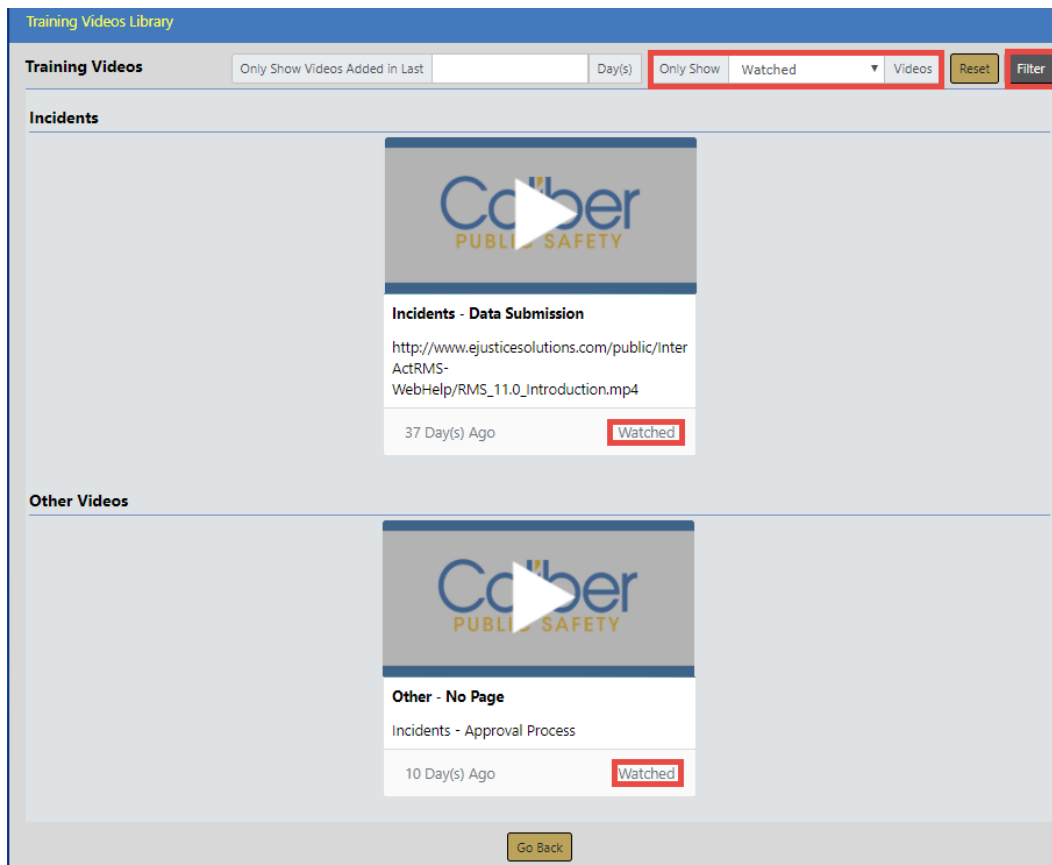 Training Videos Library
Training Videos Only Show Videos Added in Last Day(s) Only Show Watched Videos Reset Filter
Incidents
Caliber
PUBLIC SAFETY
Incidents - Data Submission
http://www.ejusticesolutions.com/public/Inter
ActRMS-
WebHelp/RMS_11.0_Introduction.mp4
37 Day(s) Ago Watched
Other Videos
Caliber
PUBLIC SAFETY
Other - No Page
Incidents - Approval Process
10 Day(s) Ago Watched
Go Back